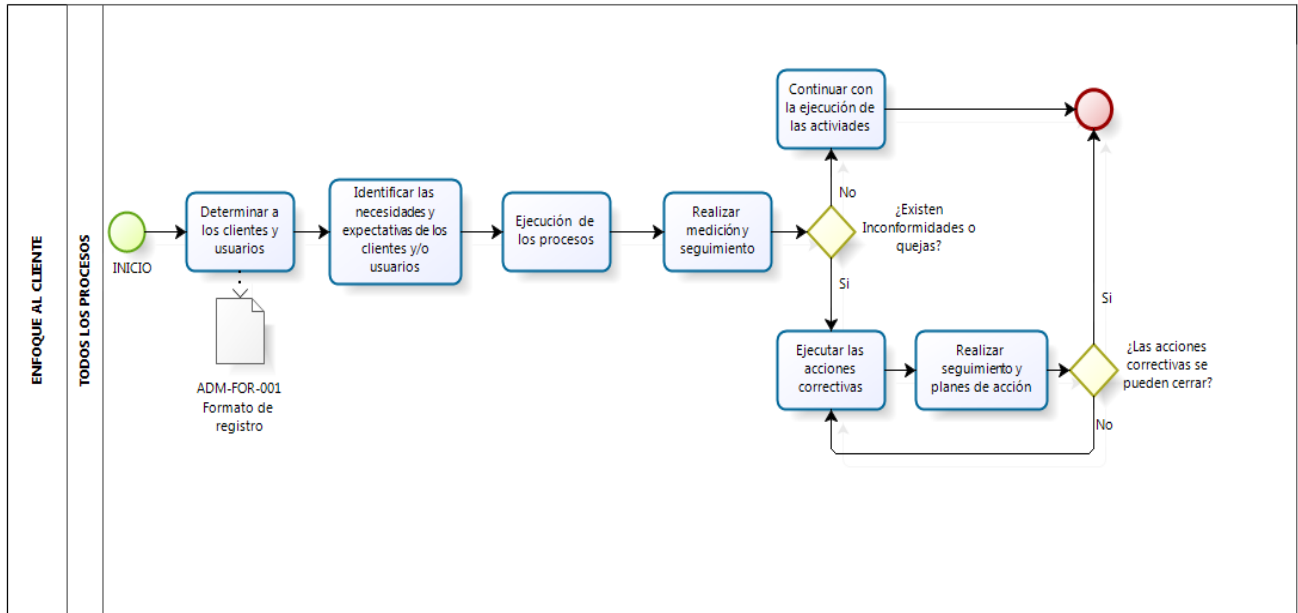 ENFOQUE AL CLIENTE
TODOS LOS PROCESOS
INICIO
Determinar a
los clientes y
usuarios
ADM-FOR-001
Formato de
registro
Identificar las
necesidades y
expectativas de los
clientes y/o
usuarios
Ejecución de
los procesos
Realizar
medición y
seguimiento
¿Existen
Inconformidades o
quejas?
No
Continuar con
la ejecución de
las activiades
Si
Ejecutar las
acciones
correctivas
Realizar
seguimiento y
planes de acción
¿Las acciones
correctivas se
pueden cerrar?
Si
No